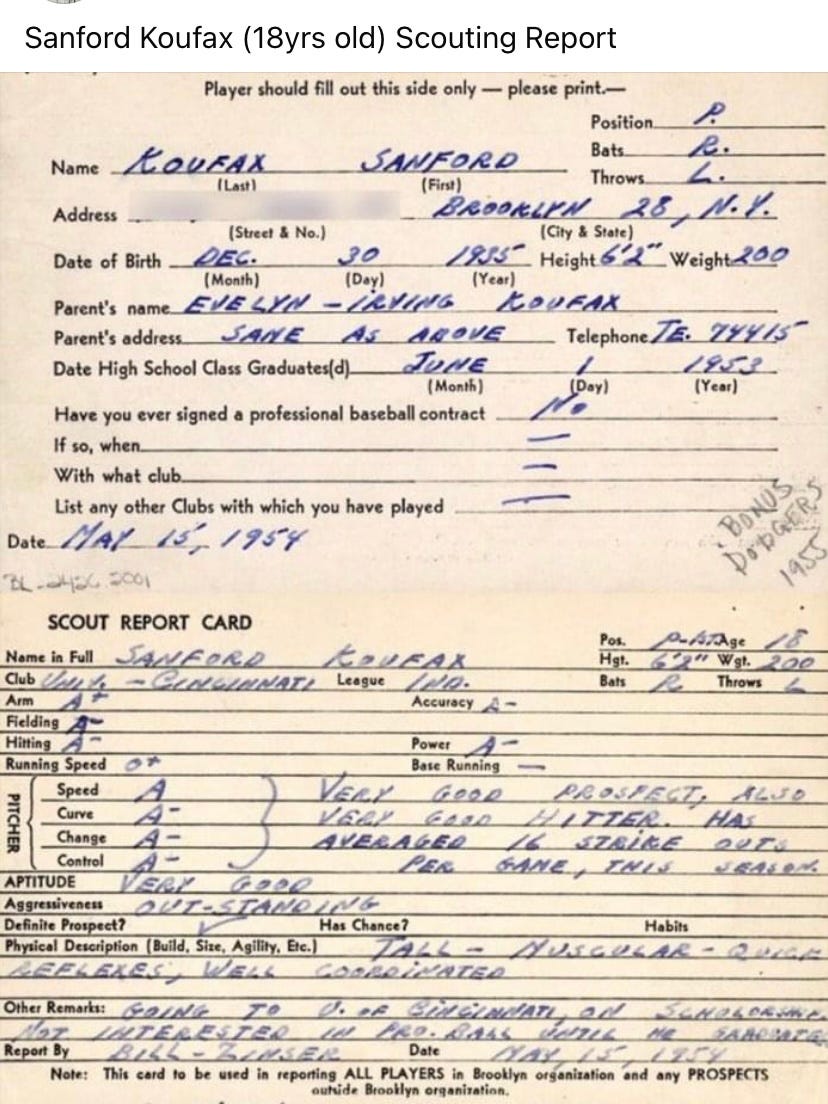 Sanford Koufax (18yrs old) Scouting Report
Player should fill out this side only — please print.—
Position P.
Bats R.
Throws L.
Name KOUFAX SANFORD
(Last) (First)
Address BROOKLYN 28, N.Y.
(Street & No.) (City & State)
Date of Birth DEC. 30 1935 Height 6'2" Weight 200
(Month) (Day) (Year)
Parent's name EVELYN - IRVING KOUFAX
Parent's address SAME AS ABOVE Telephone TE. 74415
Date High School Class Graduates(d) JUNE 1 1953
(Month) (Day) (Year)
Have you ever signed a professional baseball contract No
If so, when —
With what club —
List any other Clubs with which you have played —
Date MAY 15, 1954
BONUS
DODGERS
1955
BL-2426.2001
SCOUT REPORT CARD
Pos. Age 18
Name in Full SANFORD KOUFAX Hgt. 6'2" Wgt. 200
Club UNIV. - CINCINNATI League IND. Bats R Throws L
Arm A+ Accuracy A-
Fielding A-
Hitting A- Power A-
Running Speed 0+ Base Running —
PITCHER
Speed A VERY GOOD PROSPECT, ALSO
Curve A- VERY GOOD HITTER. HAS
Change A- AVERAGED 16 STRIKE OUTS
Control A- PER GAME, THIS SEASON.
APTITUDE VERY GOOD
Aggressiveness OUT-STANDING
Definite Prospect? ✓ Has Chance? Habits
Physical Description (Build, Size, Agility, Etc.) TALL - MUSCULAR - QUICK
REFLEXES, WELL COORDINATED
Other Remarks: GOING TO U. OF CINCINNATI, ON SCHOLORSHIP.
NOT INTERESTED IN PRO. BALL UNTIL HE GRADUATES
Report By BILL - ZINSER Date MAY, 15, 1954
Note: This card to be used in reporting ALL PLAYERS in Brooklyn organization and any PROSPECTS
outside Brooklyn organization.